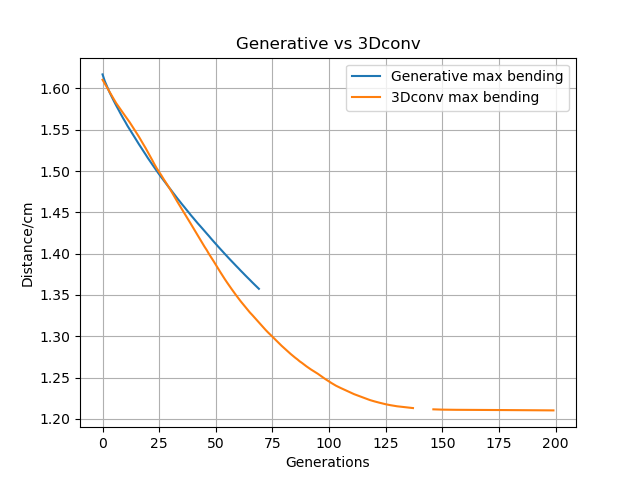 Generative vs 3Dconv
Generative max bending
3Dconv max bending
1.60
1.55
1.50
1.45
1.40
1.35
1.30
1.25
1.20
Distance/cm
0 25 50 75 100 125 150 175 200
Generations